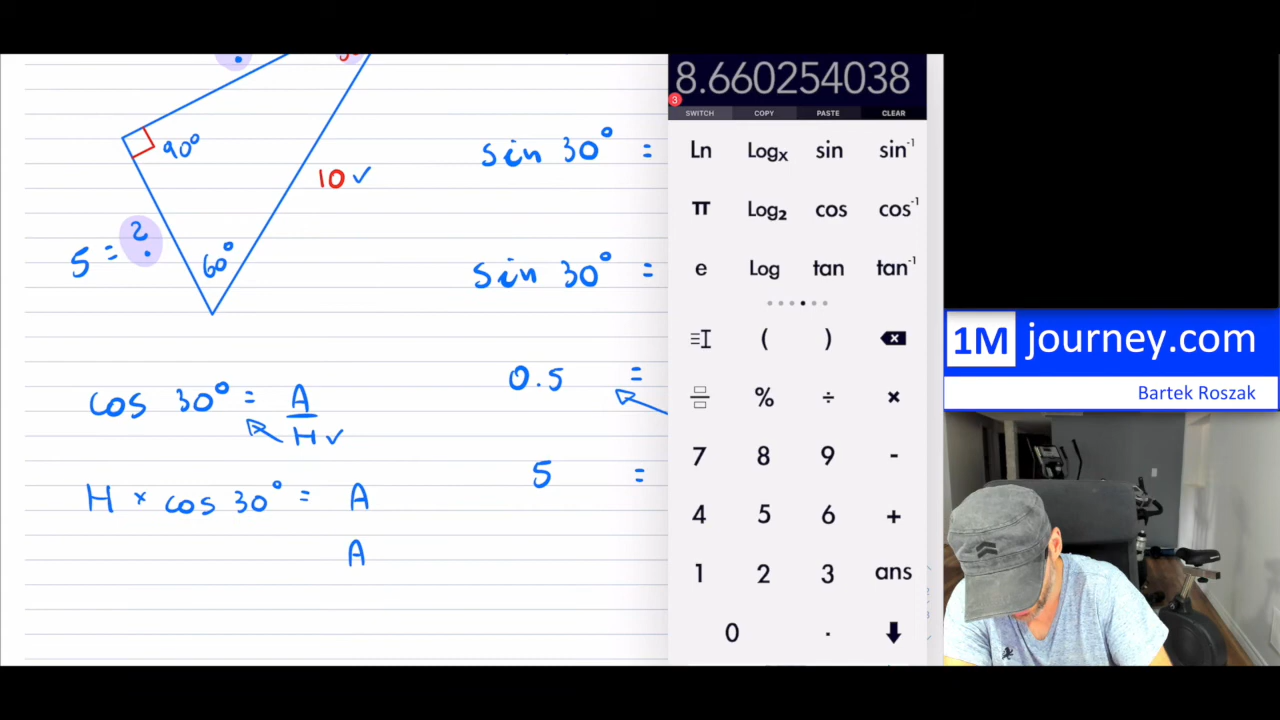 90°
10 ✓
5 = ?
60°
cos 30° = A
H ✓
H × cos 30° = A
A
sin 30° =
sin 30° =
0.5 =
5 =
8.660254038
3
SWITCH COPY PASTE CLEAR
Ln Logx sin sin-1
π Log2 cos cos-1
e Log tan tan-1
( )
% ÷ ×
7 8 9 -
4 5 6 +
1 2 3 ans
0 .
1M journey.com
Bartek Roszak